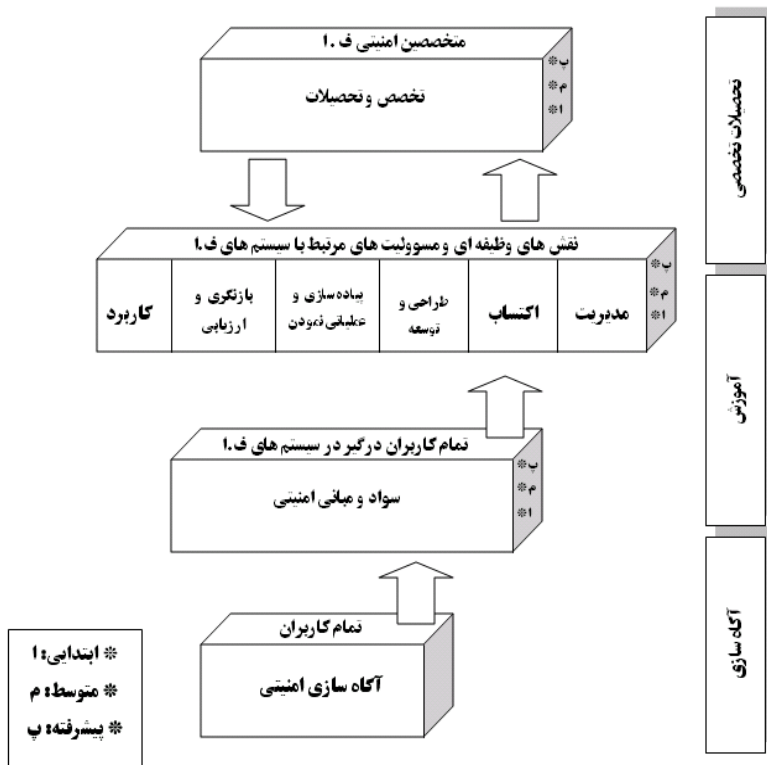 متخصصین امنیتی ف . ا
تخصص و تحصیلات
پ*
م*
ا*
نقش های وظیفه ای و مسوولیت های مرتبط با سیستم های ف.ا
مدیریت
اکتساب
طراحی و
توسعه
پیاده سازی و
عملیاتی نمودن
بازنگری و
ارزیابی
کاربرد
پ*
م*
ا*
تمام کاربران درگیر در سیستم های ف.ا
سواد و مبانی امنیتی
پ*
م*
ا*
تمام کاربران
آگاه سازی امنیتی
تحصیلات تخصصی
آموزش
آگاه سازی
* ابتدایی: ا
* متوسط: م
* پیشرفته: پ